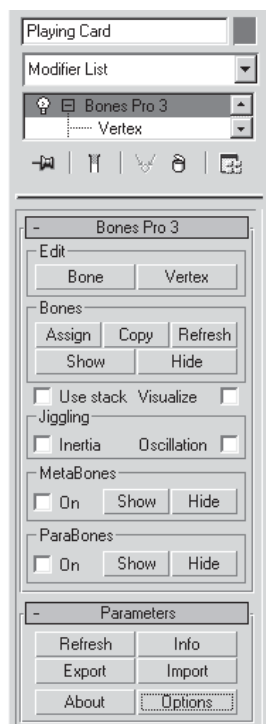 Playing Card
Modifier List
Bones Pro 3
Vertex
- Bones Pro 3
Edit
Bone Vertex
Bones
Assign Copy Refresh
Show Hide
Use stack Visualize
Jiggling
Inertia Oscillation
MetaBones
On Show Hide
ParaBones
On Show Hide
- Parameters
Refresh Info
Export Import
About Options